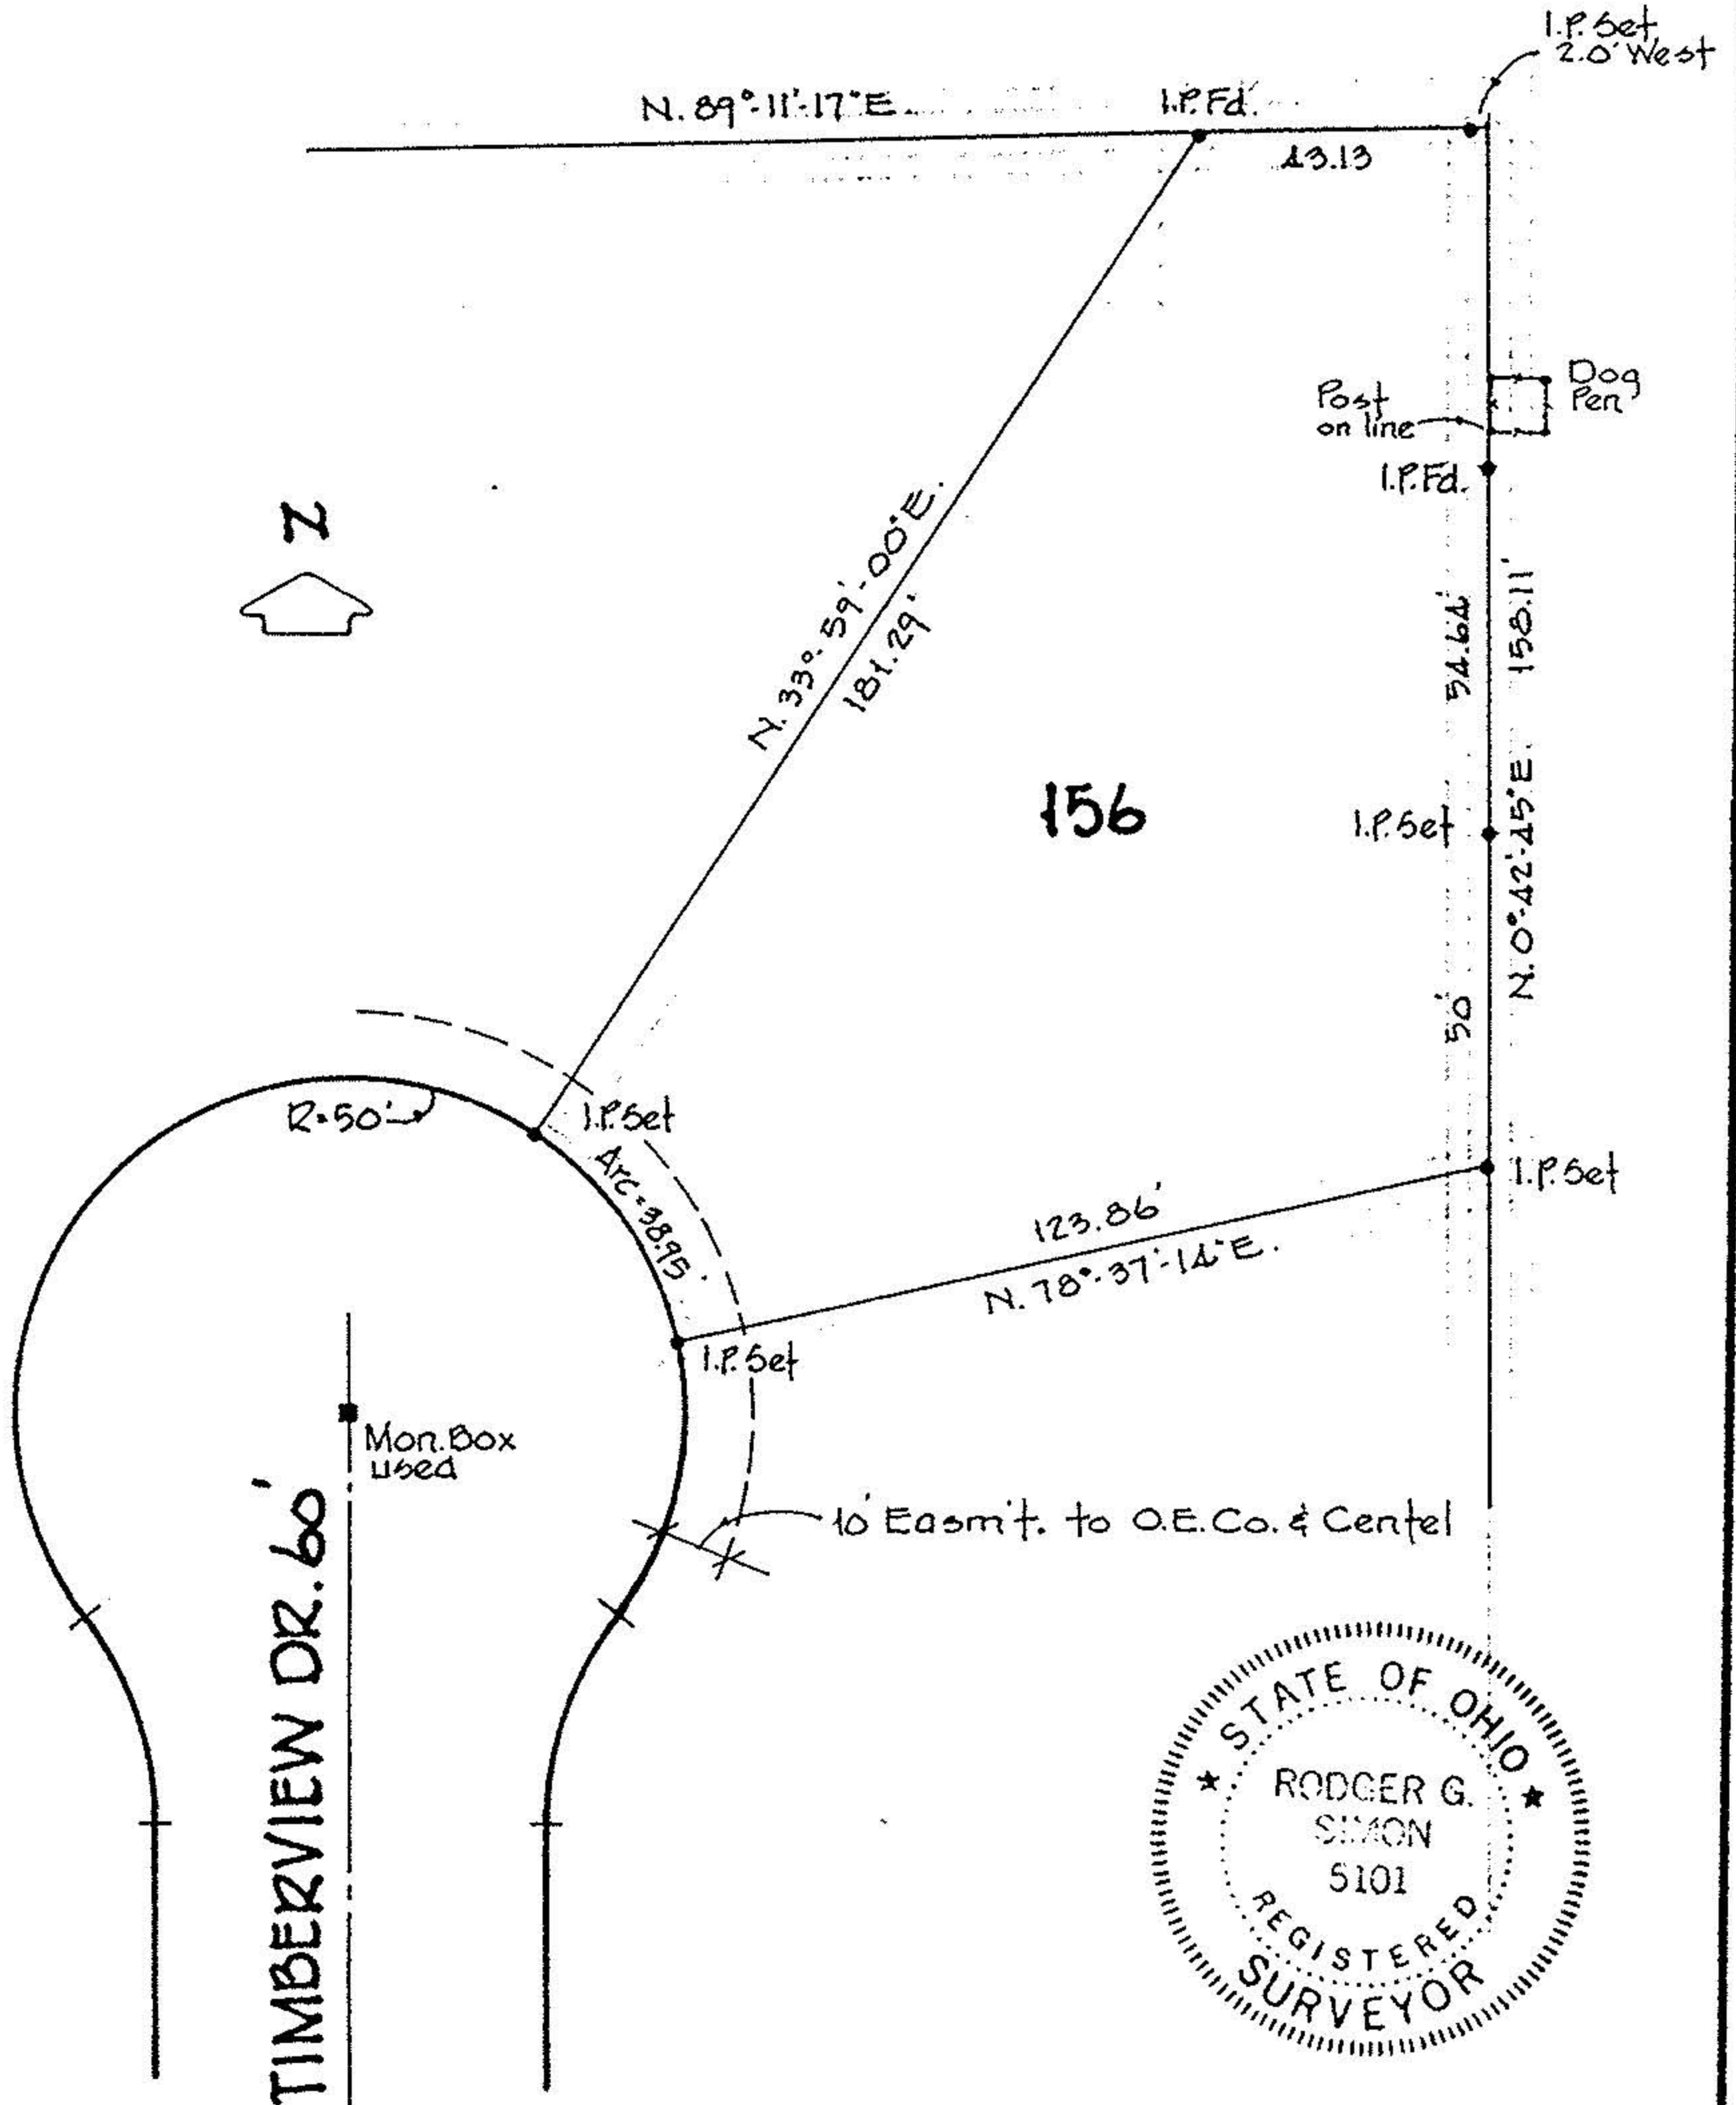 I.P. Set
2.0' West
N. 89°-11'-17"E.
I.P. Fd.
43.13
Dog
Pen
Post
on line
I.P. Fd.
N
N. 33°-59'-00"E.
181.29'
54.64'
158.11'
156
I.P. Set
N. 0°-42'-45"E.
50'
R=50'
I.P. Set
Arc=38.95'
I.P. Set
123.86'
N. 78°-37'-14"E.
I.P. Set
Mon. Box
used
10' Easm't. to O.E. Co. & Centel
TIMBERVIEW DR. 60'
STATE OF OHIO
RODGER G.
SIMON
5101
REGISTERED
SURVEYOR